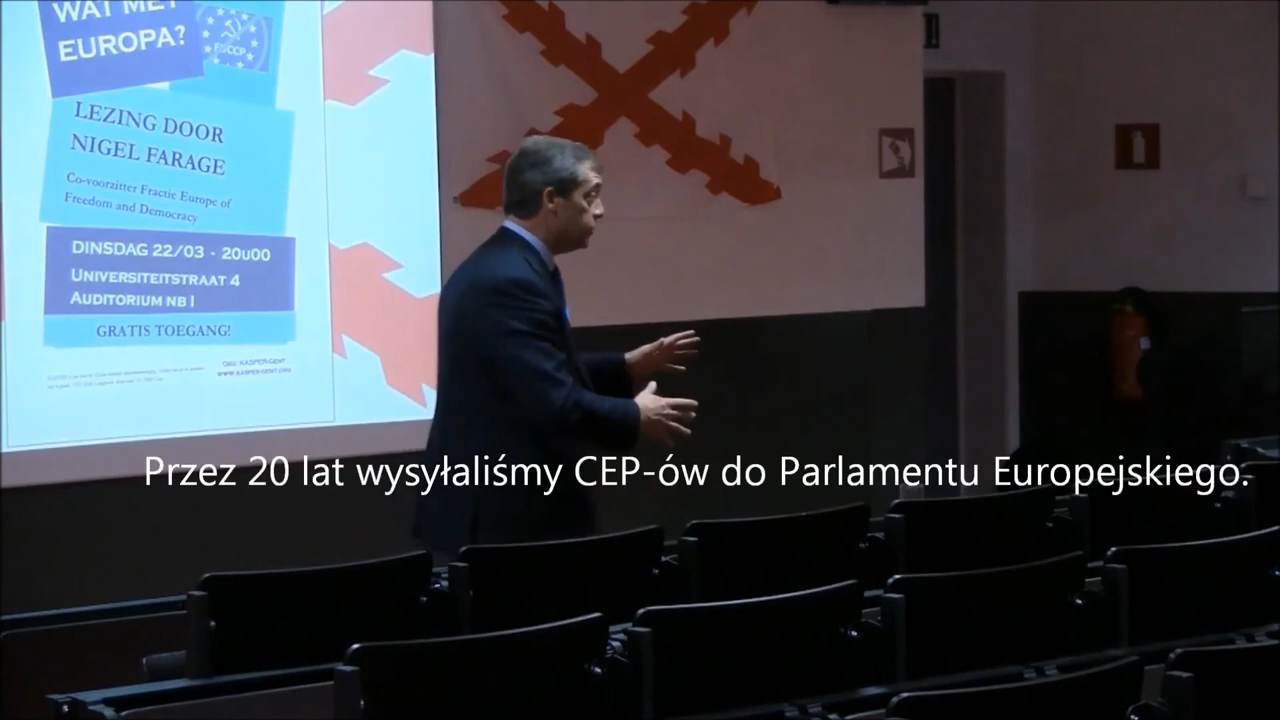 WAT MET
EUROPA?
LEZING DOOR
NIGEL FARAGE
Co-voorzitter Fractie Europe of
Freedom and Democracy
DINSDAG 22/03 - 20U00
UNIVERSITEITSTRAAT 4
AUDITORIUM NB I
GRATIS TOEGANG!
KASPER-GENT
WWW.KASPER-GENT.ORG
Przez 20 lat wysyłaliśmy CEP-ów do Parlamentu Europejskiego.